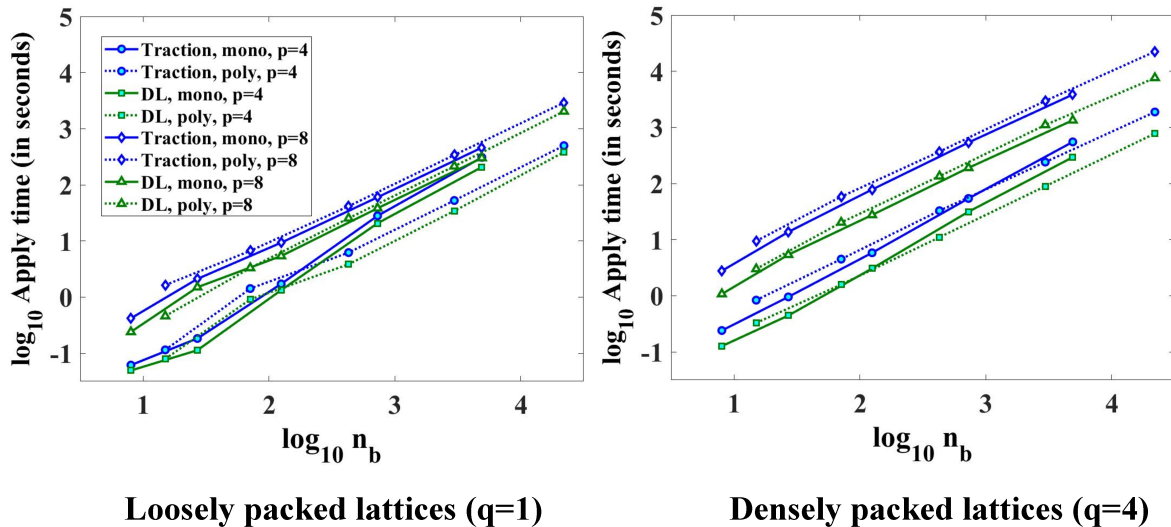 5
4
3
2
1
0
-1
log10 Apply time (in seconds)
Traction, mono, p=4
Traction, poly, p=4
DL, mono, p=4
DL, poly, p=4
Traction, mono, p=8
Traction, poly, p=8
DL, mono, p=8
DL, poly, p=8
1 2 3 4
log10 nb
Loosely packed lattices (q=1)
5
4
3
2
1
0
-1
log10 Apply time (in seconds)
1 2 3 4
log10 nb
Densely packed lattices (q=4)